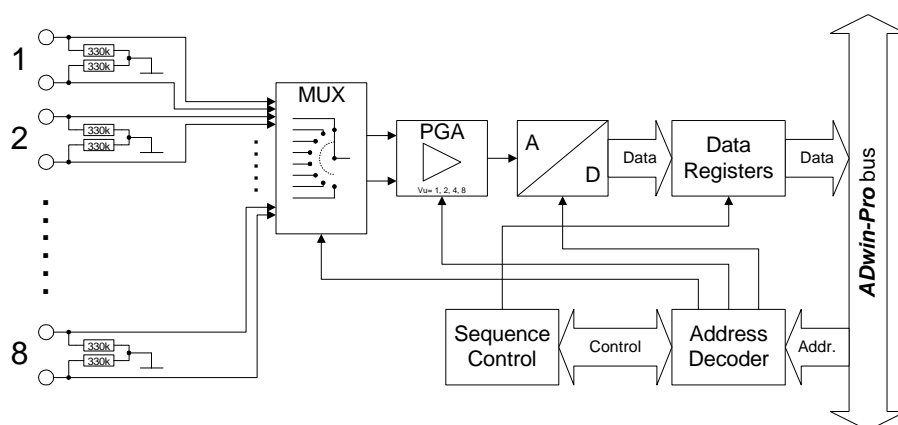 1
330k
330k
2
330k
330k
8
330k
330k
MUX
PGA
Vu= 1, 2, 4, 8
A
D
Data
Data
Registers
Data
Sequence
Control
Control
Address
Decoder
Addr.
ADwin-Pro bus